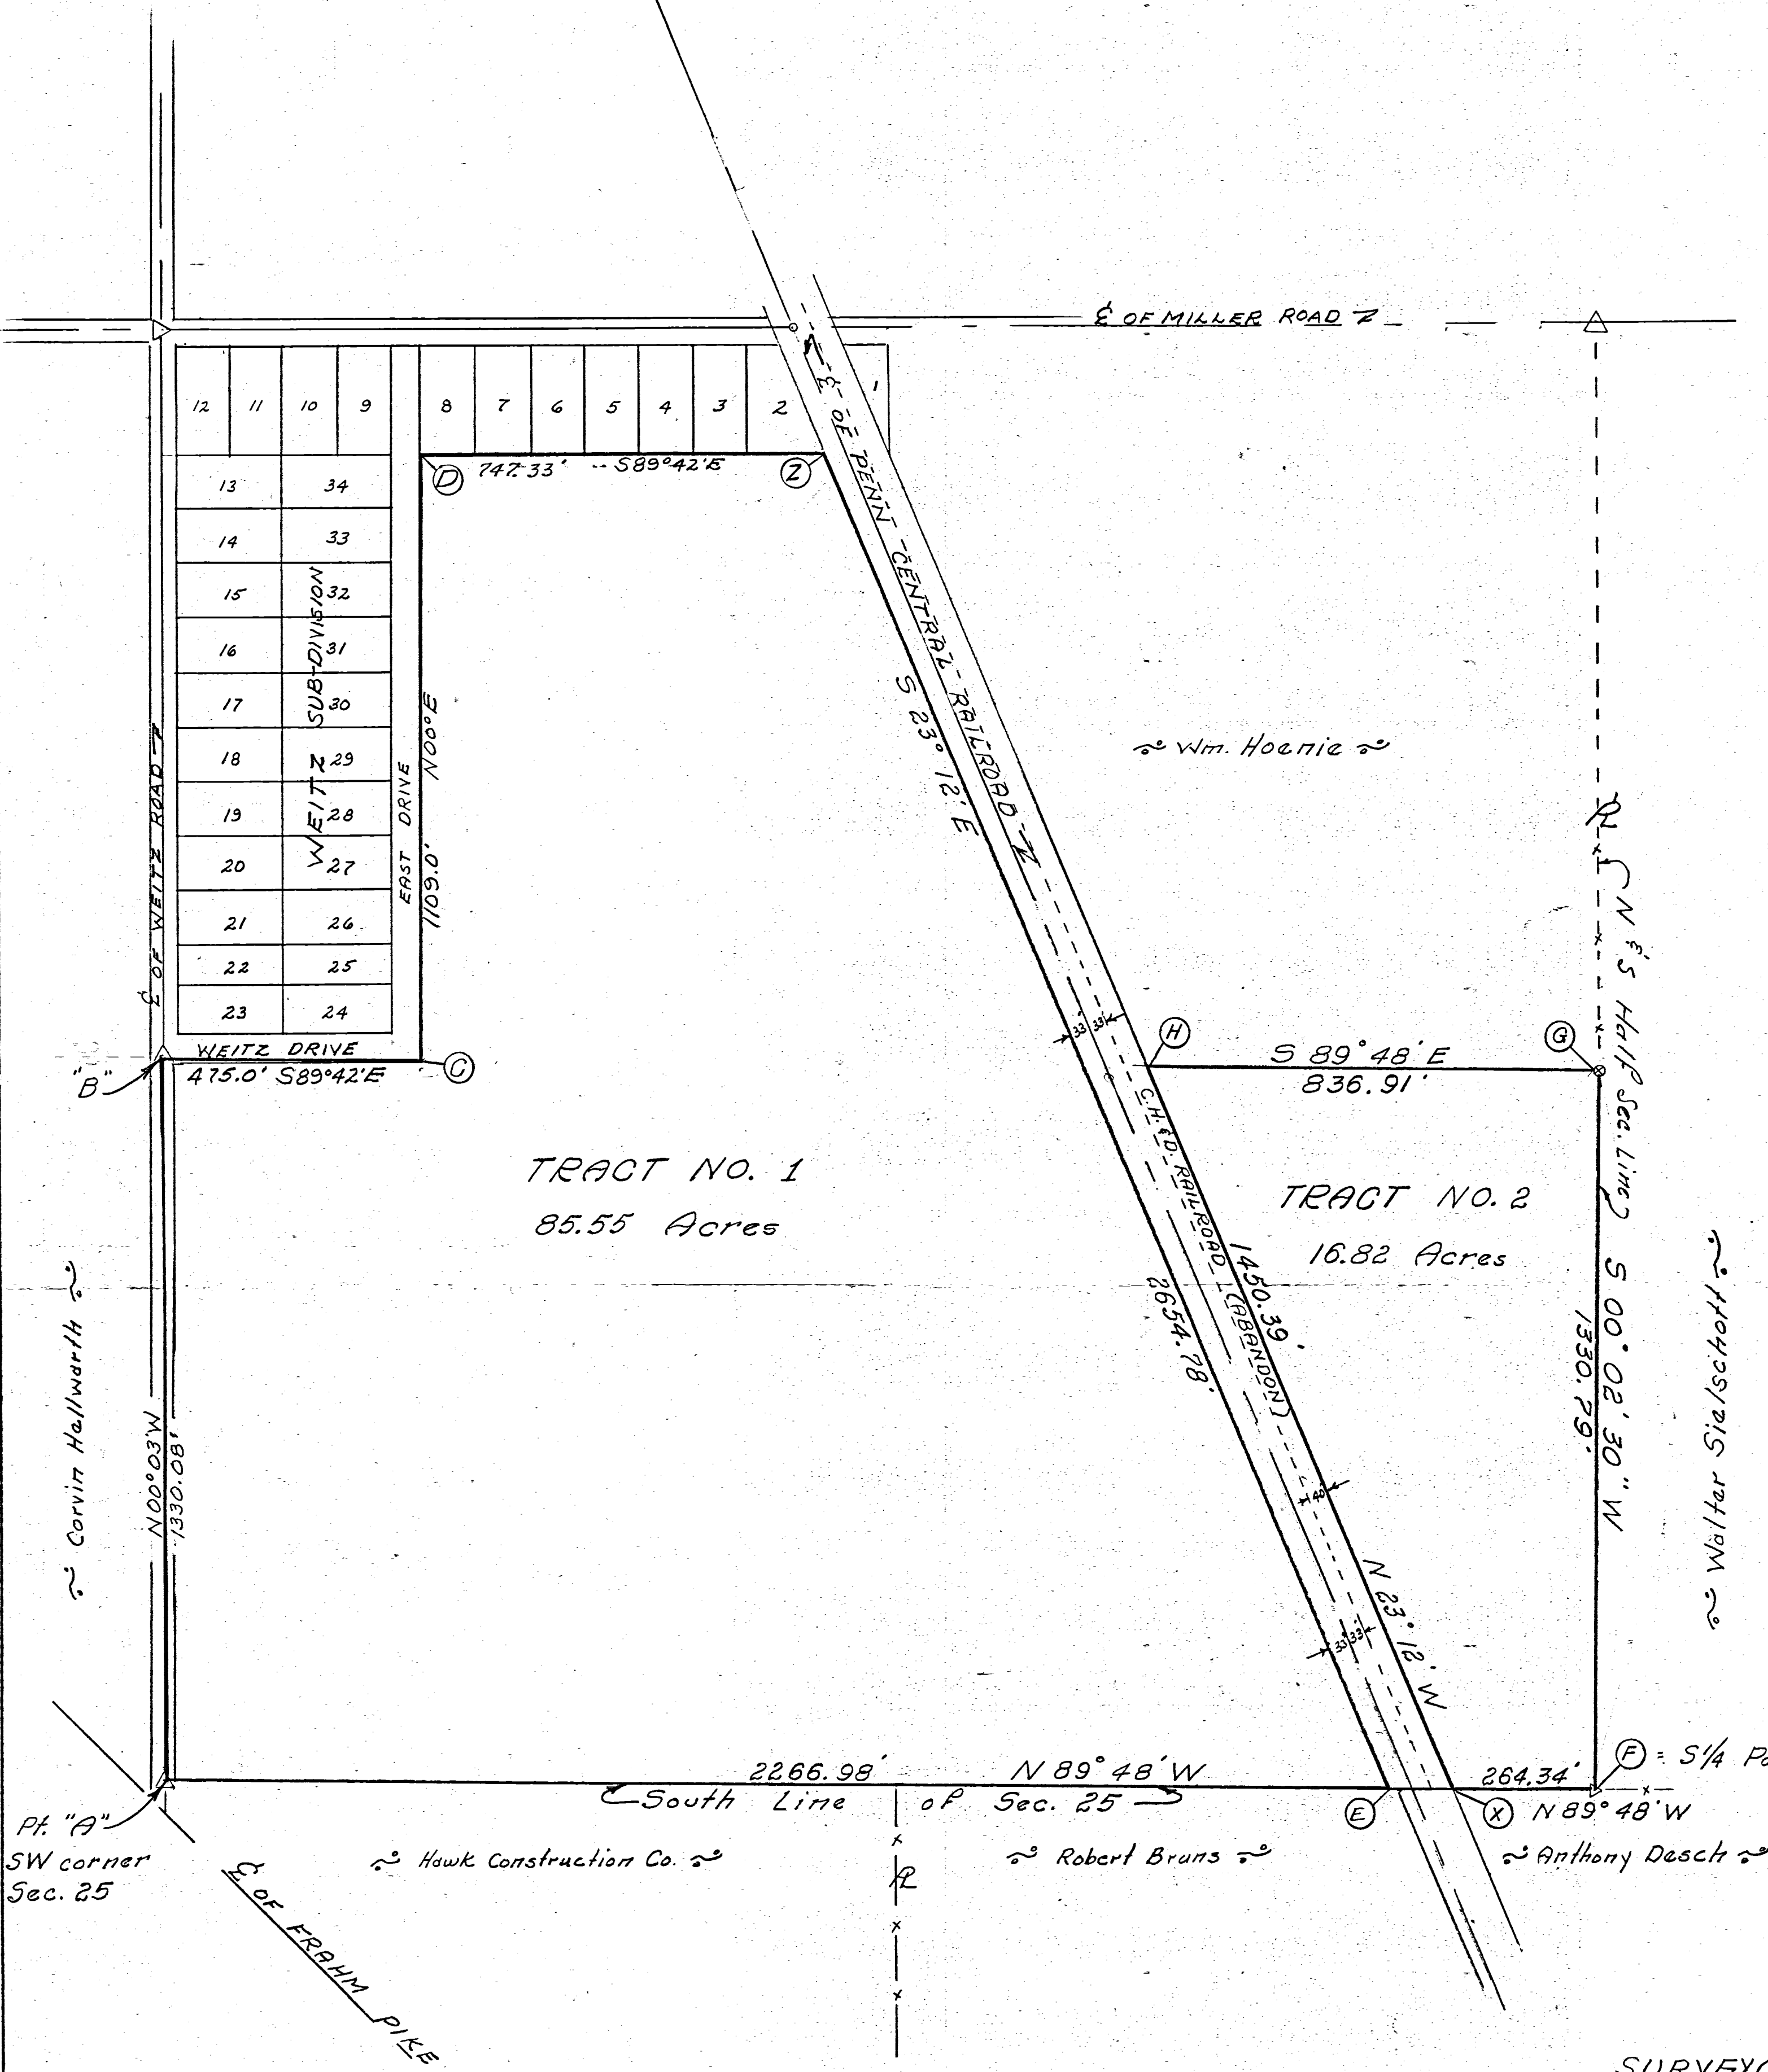 ℄ OF MILLER ROAD
12 11 10 9 8 7 6 5 4 3 2 1
D 747.33' S89°42'E Z
℄ OF PENN CENTRAL RAILROAD
13 34
14 33
15 32
16 31
17 30
18 29
19 28
20 27
21 26
22 25
23 24
WEITZ SUB-DIVISION
℄ OF WEITZ ROAD
EAST DRIVE
N00°E
1109.0'
S 23° 12' E
Wm. Hoenie
℄
N & S Half Sec. Line
WEITZ DRIVE
"B"
475.0' S89°42'E
C
33' 33'
H
S 89° 48' E
836.91'
G
C.H.& D. RAILROAD (ABANDON)
TRACT NO. 1
85.55 Acres
TRACT NO. 2
16.82 Acres
1450.39'
2654.78'
S 00° 02' 30" W
1330.79'
Walter Sielschott
Corvin Hellwarth
N00°03'W
1330.08'
40'
N 23° 12' W
33' 33'
2266.98' N 89° 48' W
South Line of Sec. 25
264.34'
F = S1/4 Po
E
X
N 89° 48' W
Pt. "A"
SW corner
Sec. 25
Hawk Construction Co.
Robert Bruns
Anthony Desch
℄ OF FRAHM PIKE
SURVEYO